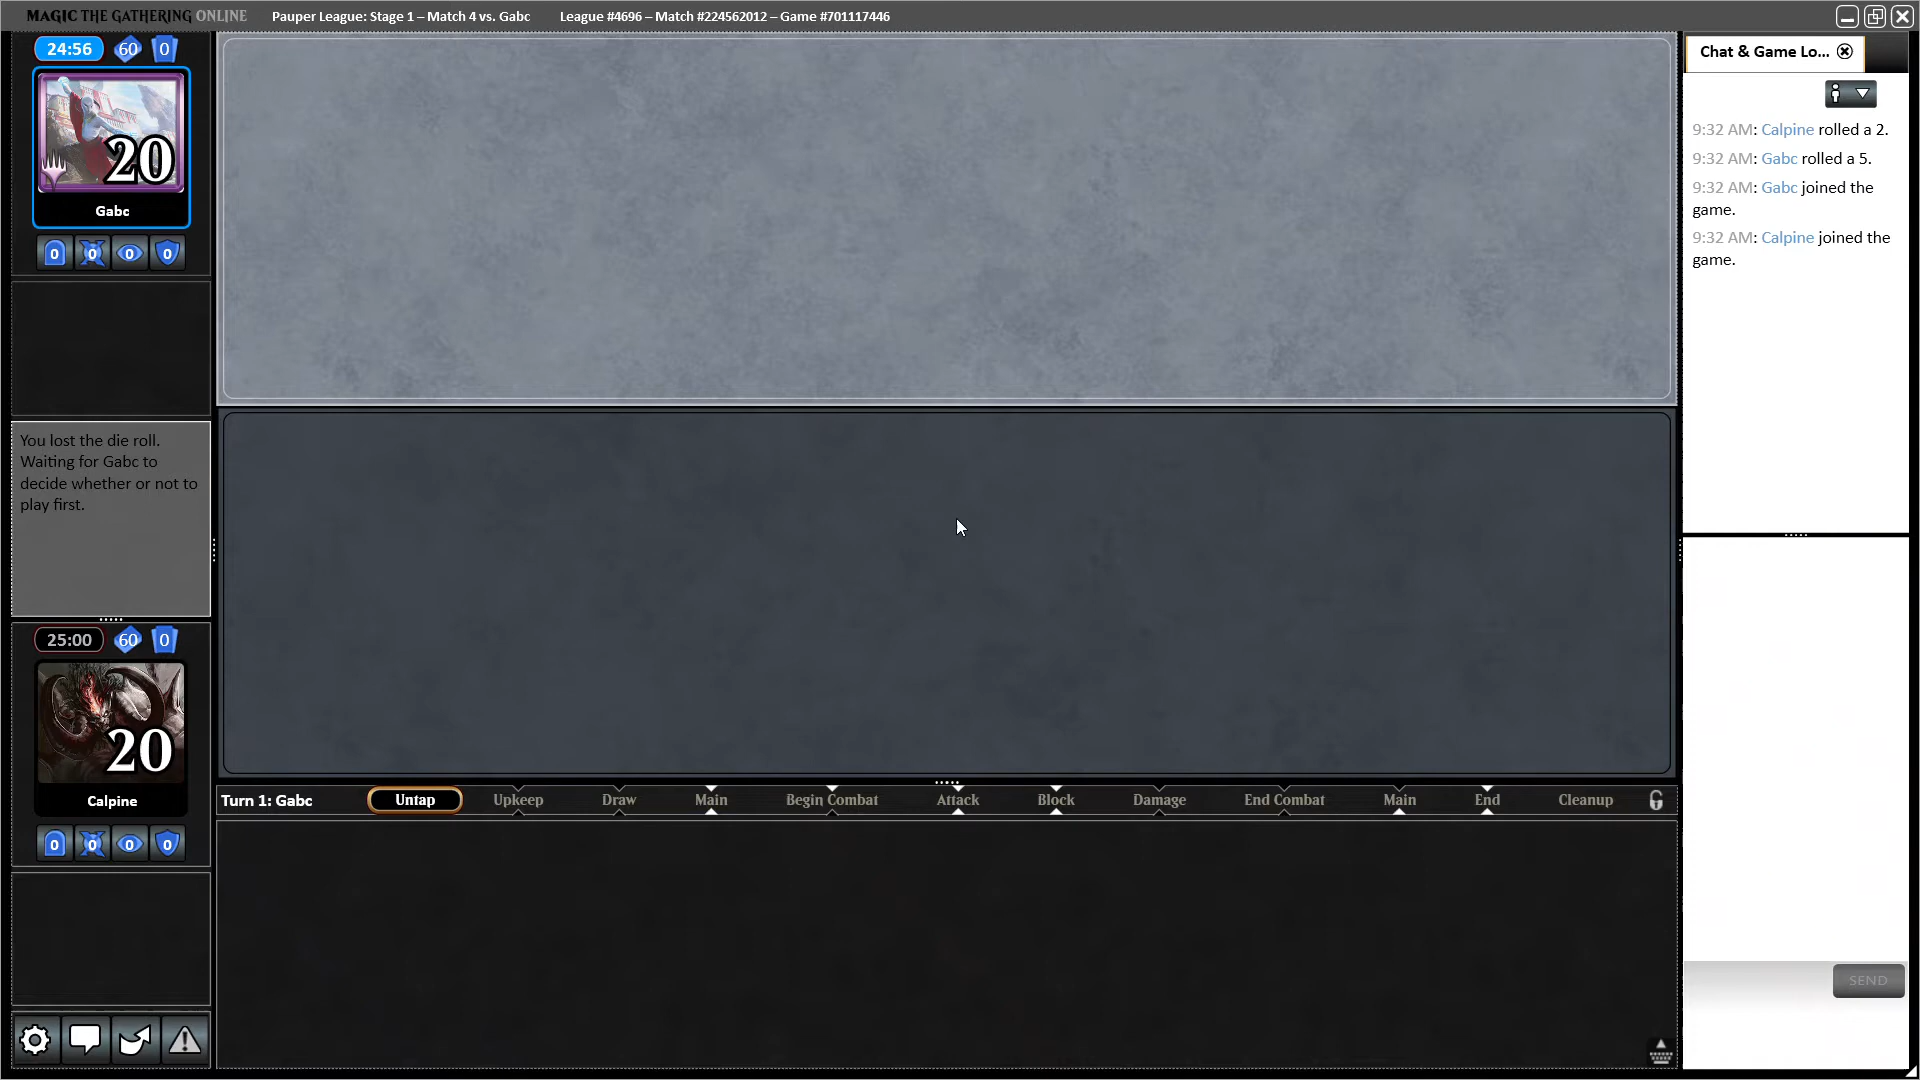 MAGIC THE GATHERING ONLINE Pauper League: Stage 1 – Match 4 vs. Gabc League #4696 – Match #224562012 – Game #701117446
24:56 60 0
20
Gabc
0 0 0 0
You lost the die roll.
Waiting for Gabc to
decide whether or not to
play first.
25:00 60 0
20
Calpine
0 0 0 0
Turn 1: Gabc Untap Upkeep Draw Main Begin Combat Attack Block Damage End Combat Main End Cleanup
Chat & Game Lo...
9:32 AM: Calpine rolled a 2.
9:32 AM: Gabc rolled a 5.
9:32 AM: Gabc joined the
game.
9:32 AM: Calpine joined the
game.
SEND